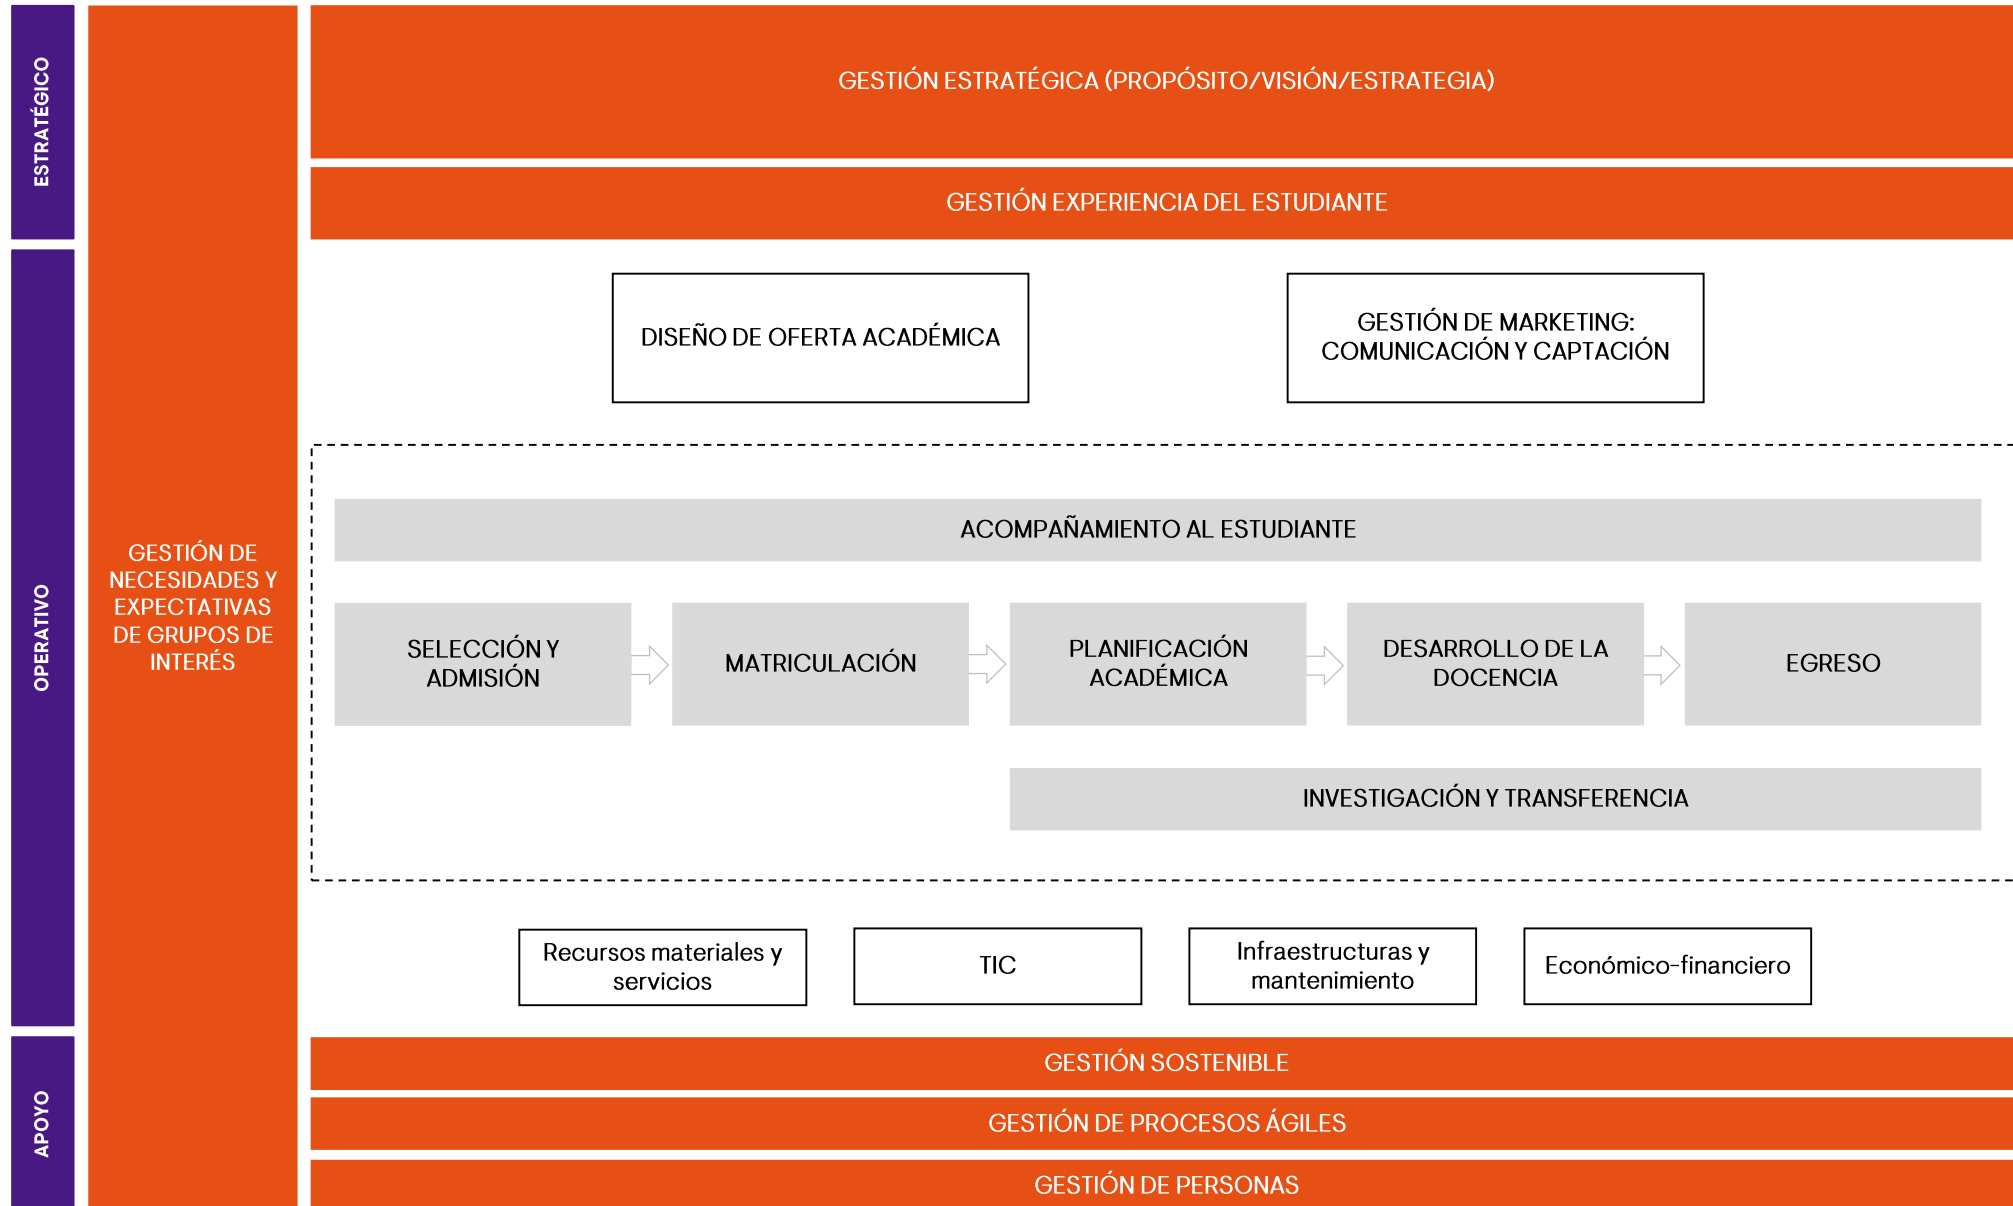 ESTRATÉGICO
GESTIÓN ESTRATÉGICA (PROPÓSITO/VISIÓN/ESTRATEGIA)
GESTIÓN EXPERIENCIA DEL ESTUDIANTE
OPERATIVO
GESTIÓN DE
NECESIDADES Y
EXPECTATIVAS
DE GRUPOS DE
INTERÉS
DISEÑO DE OFERTA ACADÉMICA
GESTIÓN DE MARKETING:
COMUNICACIÓN Y CAPTACIÓN
ACOMPAÑAMIENTO AL ESTUDIANTE
SELECCIÓN Y
ADMISIÓN
MATRICULACIÓN
PLANIFICACIÓN
ACADÉMICA
DESARROLLO DE LA
DOCENCIA
EGRESO
INVESTIGACIÓN Y TRANSFERENCIA
Recursos materiales y
servicios
TIC
Infraestructuras y
mantenimiento
Económico-financiero
APOYO
GESTIÓN SOSTENIBLE
GESTIÓN DE PROCESOS ÁGILES
GESTIÓN DE PERSONAS